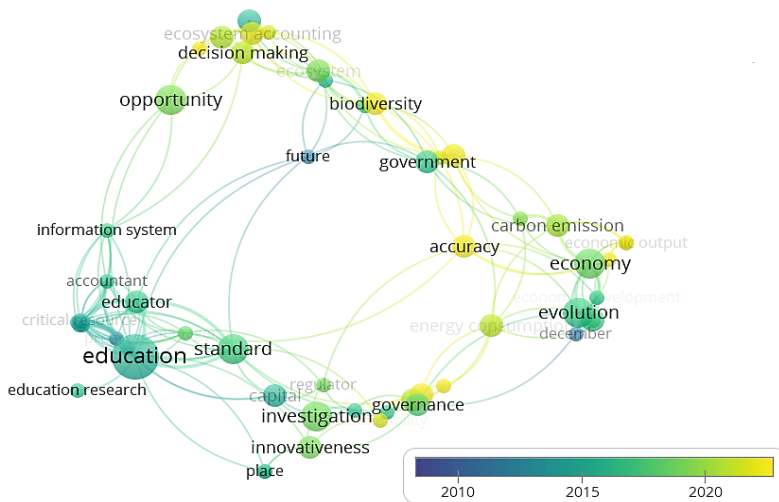 ecosystem accounting
decision making
ecosystem
opportunity
biodiversity
future
government
information system
carbon emission
accuracy
economic output
economy
accountant
educator
economic development
critical resource
evolution
energy consumption
december
education
standard
education research
regulator
capital
governance
investigation
innovativeness
place
2010
2015
2020